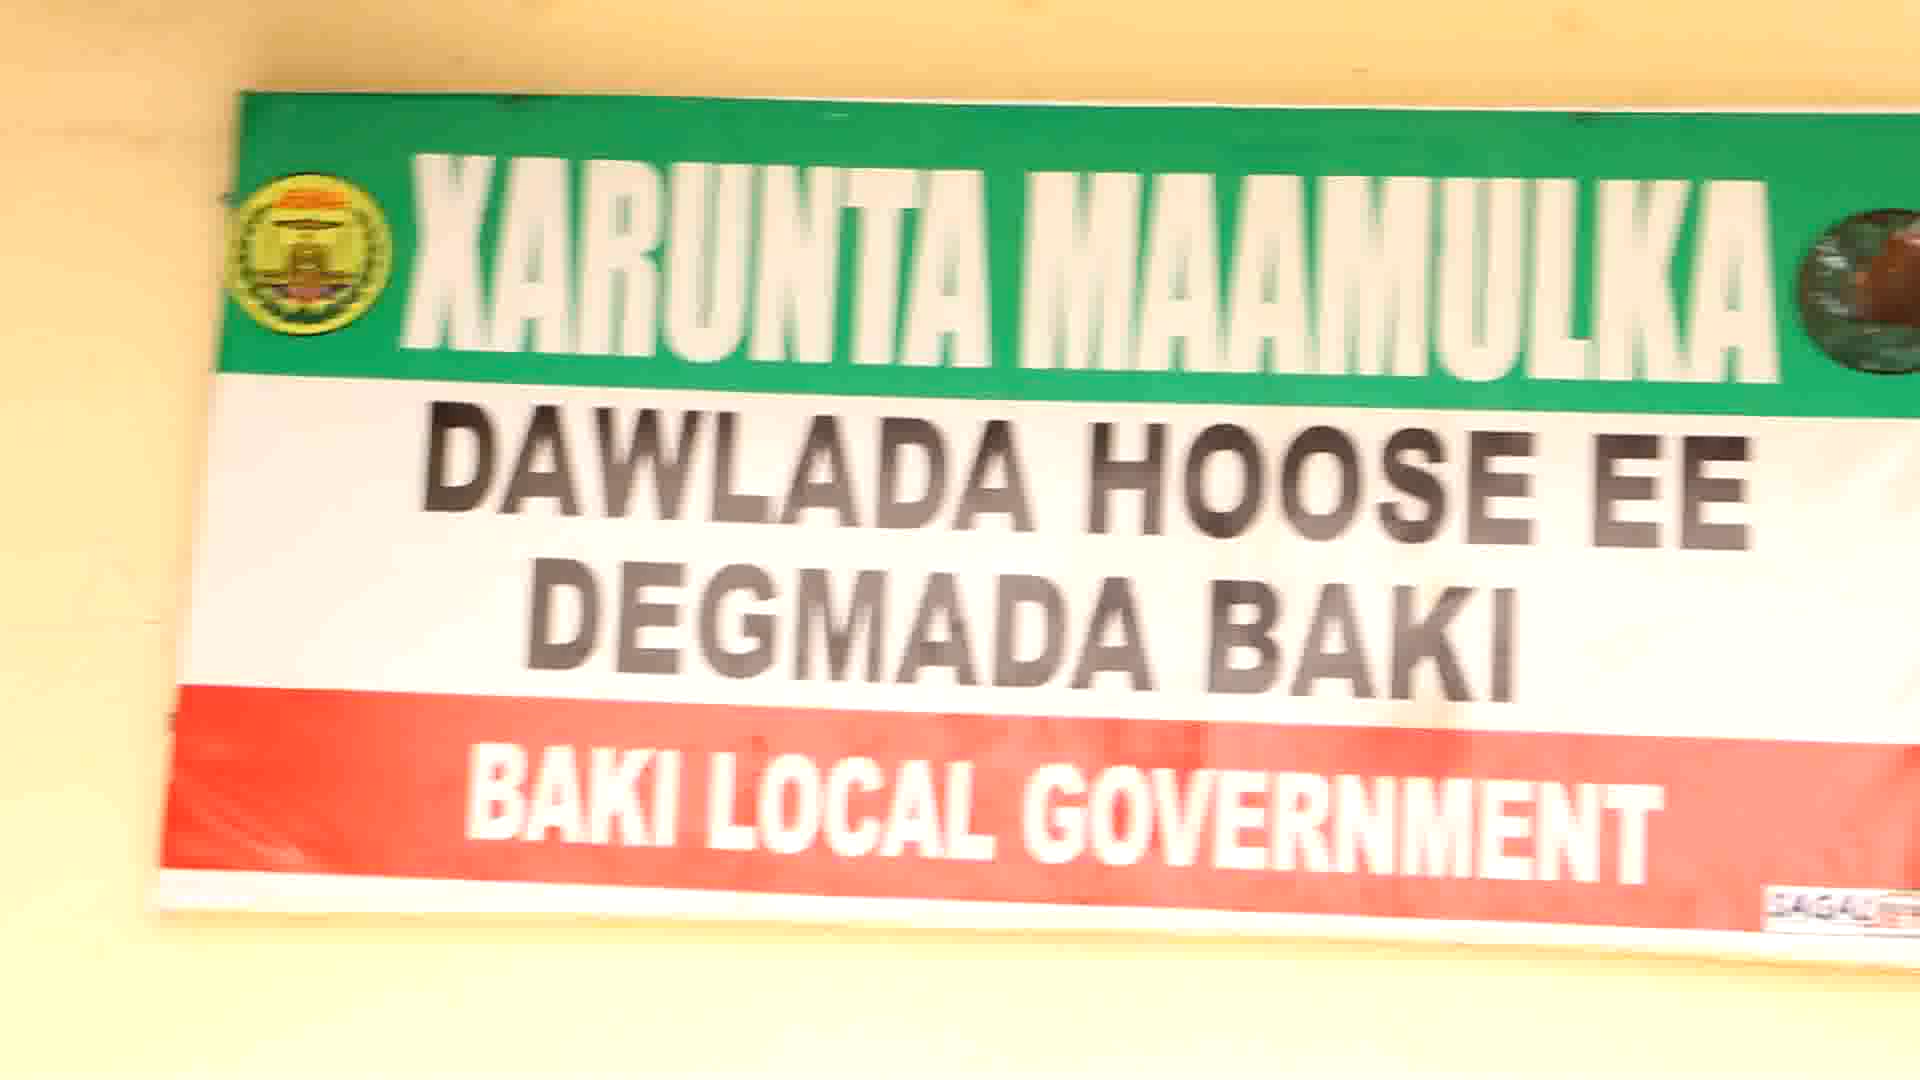 XARUNTA MAAMULKA
DAWLADA HOOSE EE
DEGMADA BAKI
BAKI LOCAL GOVERNMENT